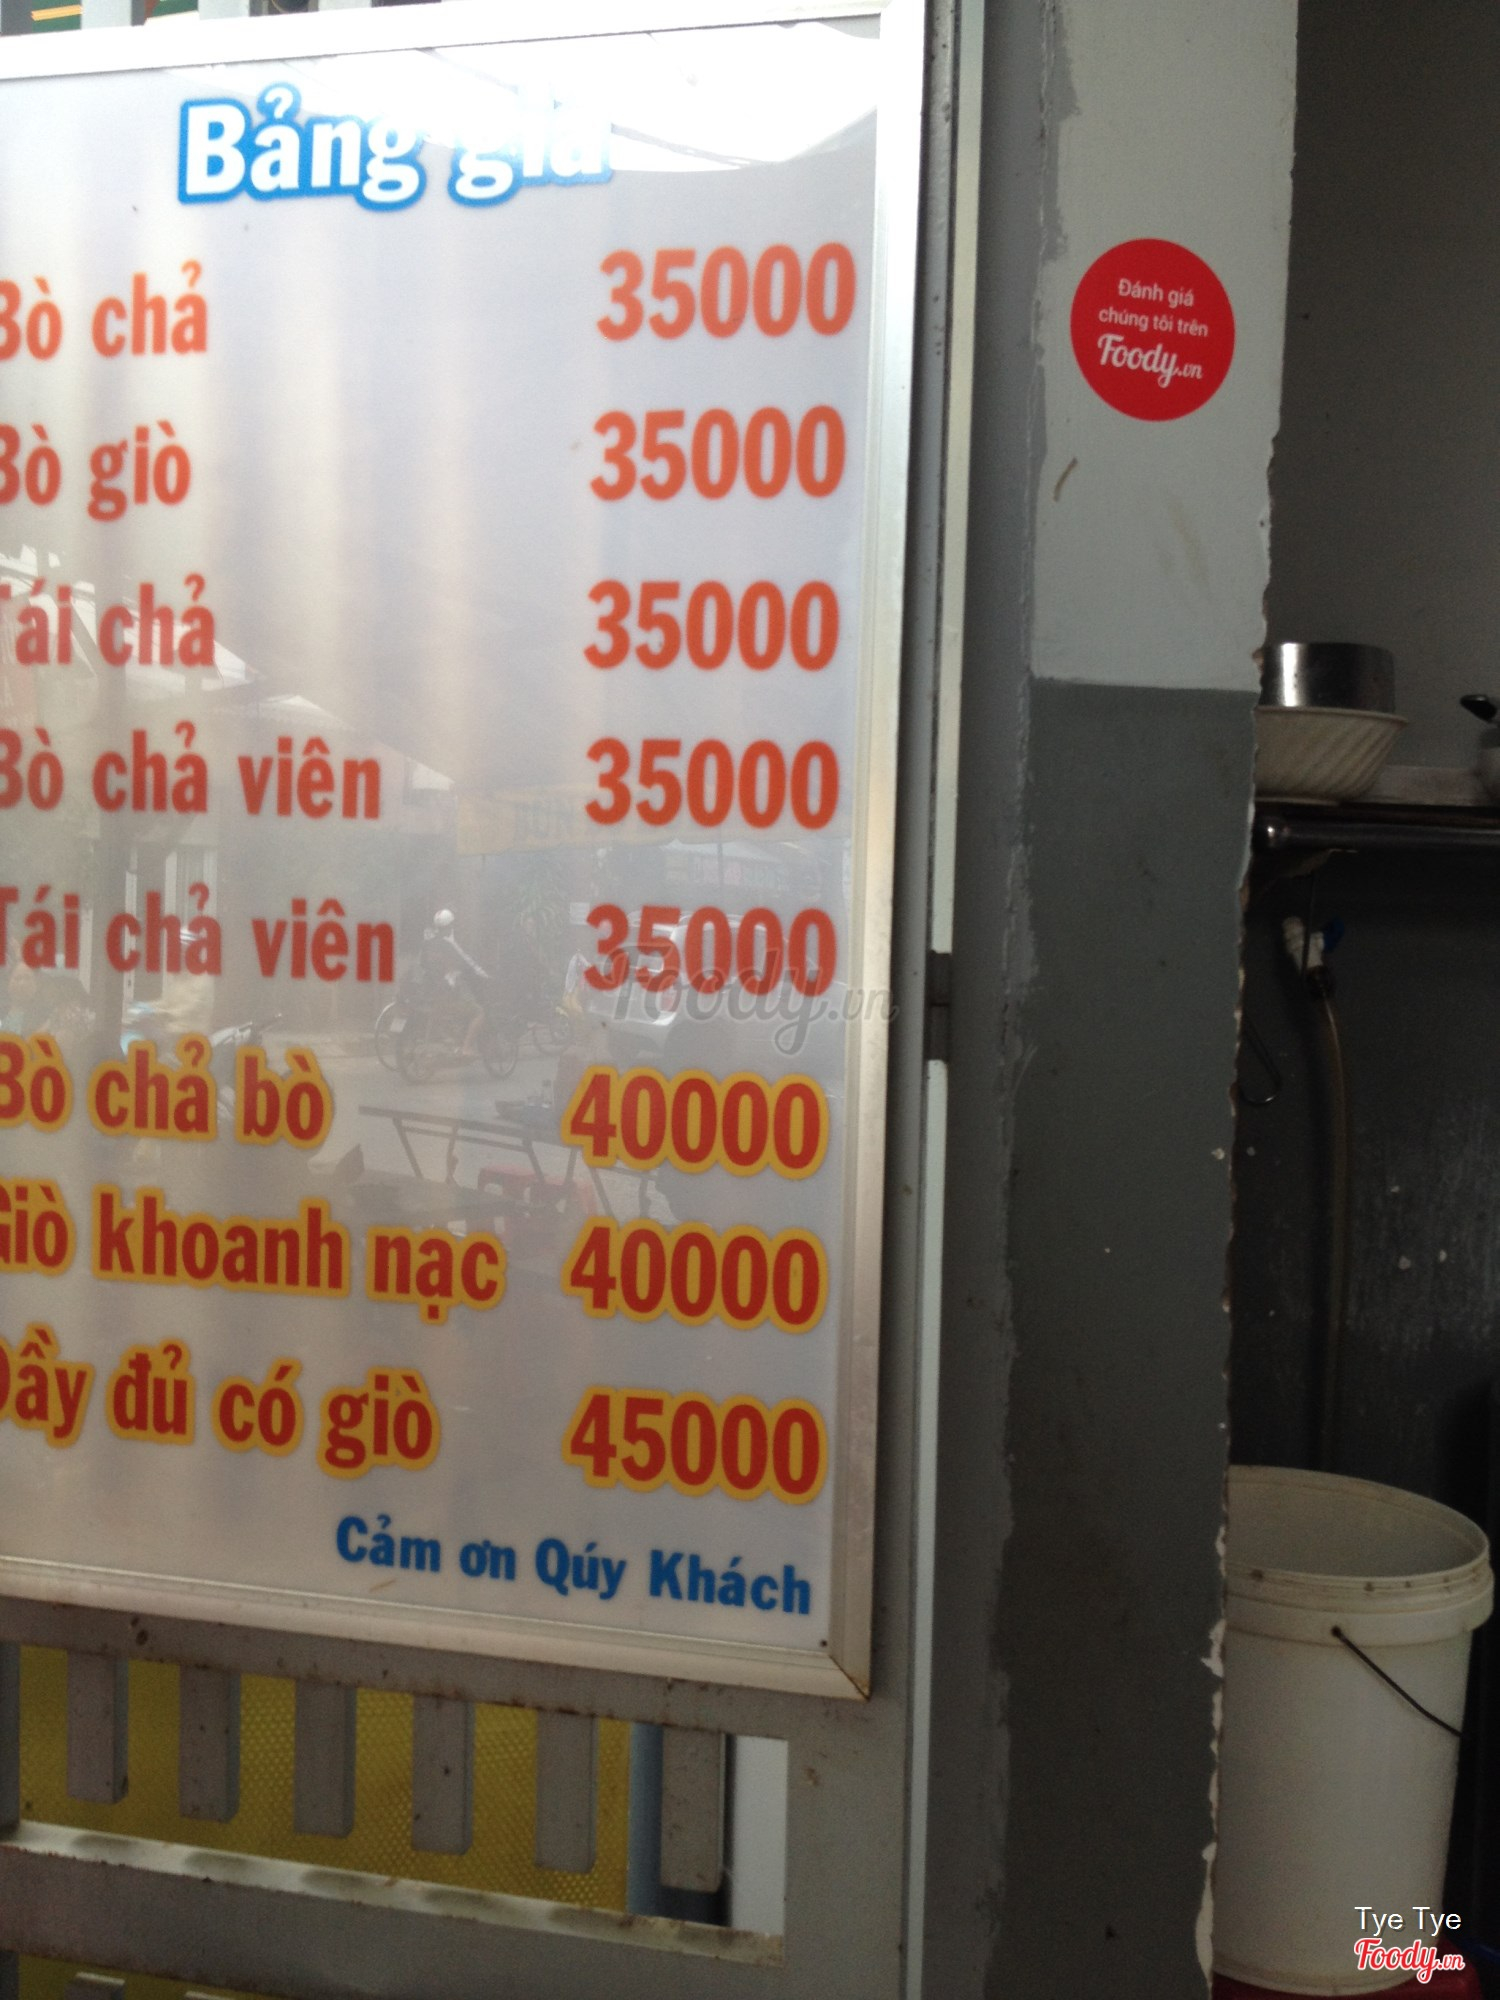 Bảng giá
Bò chả 35000
Bò giò 35000
Tái chả 35000
Bò chả viên 35000
Tái chả viên 35000
Bò chả bò 40000
Giò khoanh nạc 40000
Đầy đủ có giò 45000
Cảm ơn Qúy Khách
Đánh giá
chúng tôi trên
Foody.vn
Foody.vn
Tye Tye
Foody.vn